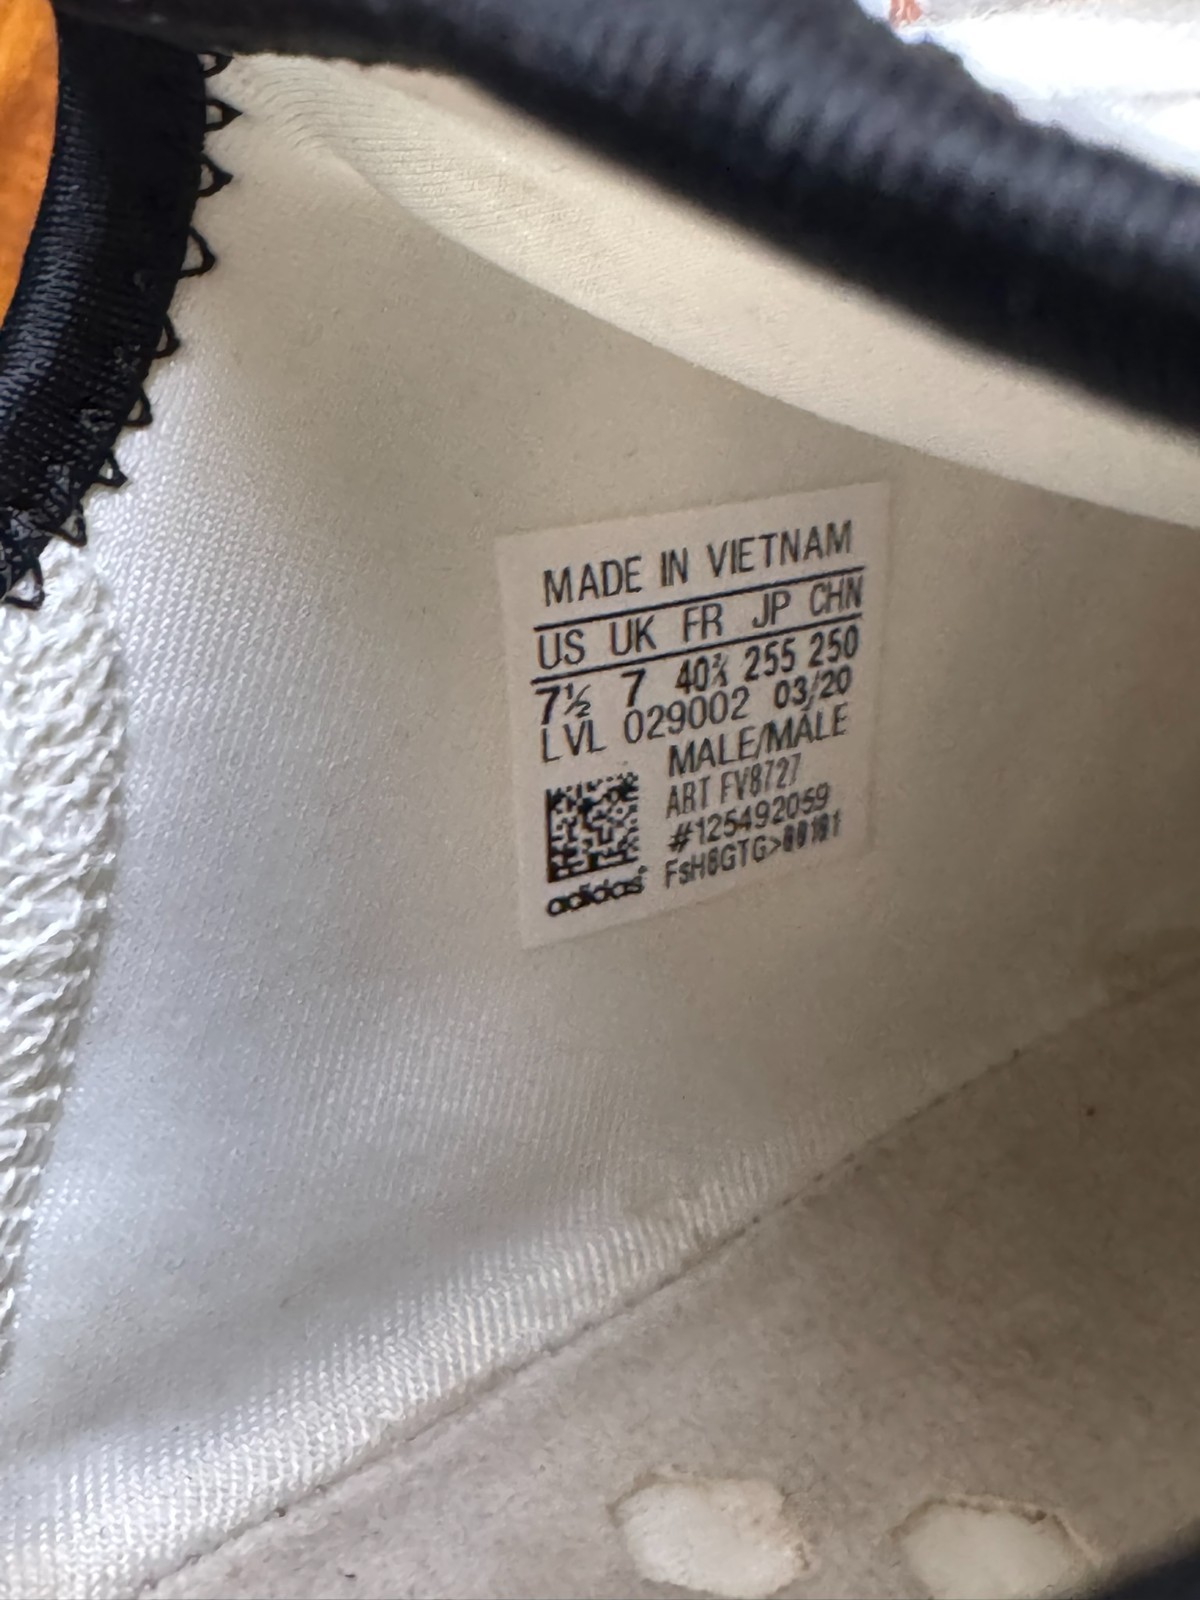 MADE IN VIETNAM
US UK FR JP CHN
7½ 7 40⅔ 255 250
LVL 029002 03/20
MALE/MÁLE
ART FV8727
#125492059
adidas